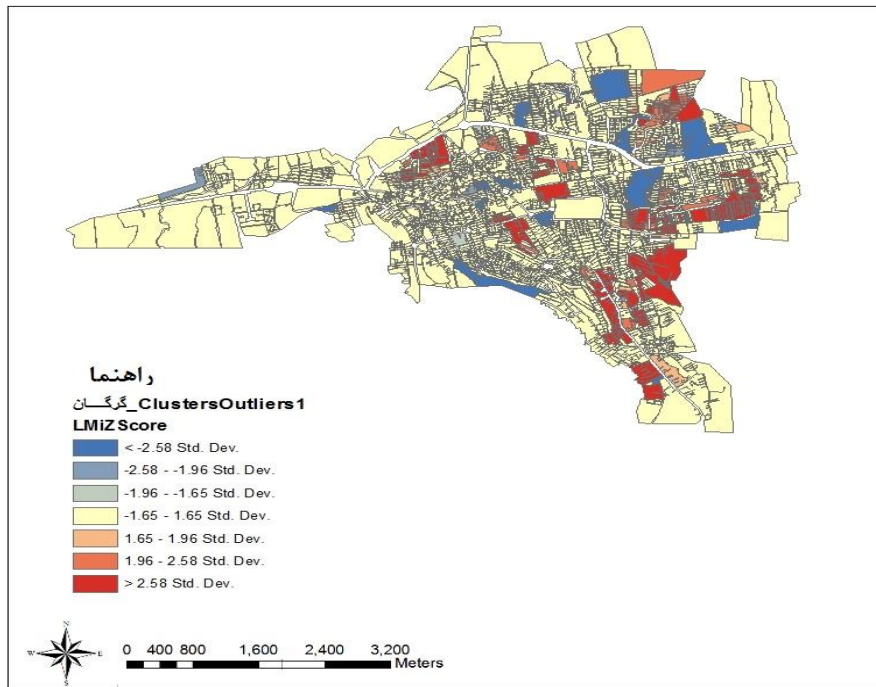 راهنما
گرگان_ClustersOutliers1
LMiZScore
< -2.58 Std. Dev.
-2.58 - -1.96 Std. Dev.
-1.96 - -1.65 Std. Dev.
-1.65 - 1.65 Std. Dev.
1.65 - 1.96 Std. Dev.
1.96 - 2.58 Std. Dev.
> 2.58 Std. Dev.
N
W E
S
0 400 800 1,600 2,400 3,200
Meters